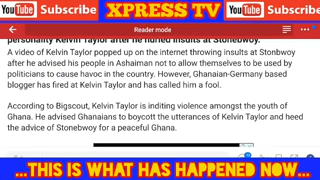 YouTube Subscribe XPRESS TV YouTube Subscribe
Reader mode
personality Kelvin Taylor after he hurled insults at Stonebwoy.
A video of Kelvin Taylor popped up on the internet throwing insults at Stonbwoy
after he advised his people in Ashaiman not to allow themselves to be used by
politicians to cause havoc in the country. However, Ghanaian-Germany based
blogger has fired at Kelvin Taylor and has called him a fool.
According to Bigscout, Kelvin Taylor is inditing violence amongst the youth of
Ghana. He advised Ghanaians to boycott the utterances of Kelvin Taylor and heed
the advice of Stonebwoy for a peaceful Ghana.
...THIS IS WHAT HAS HAPPENED NOW...